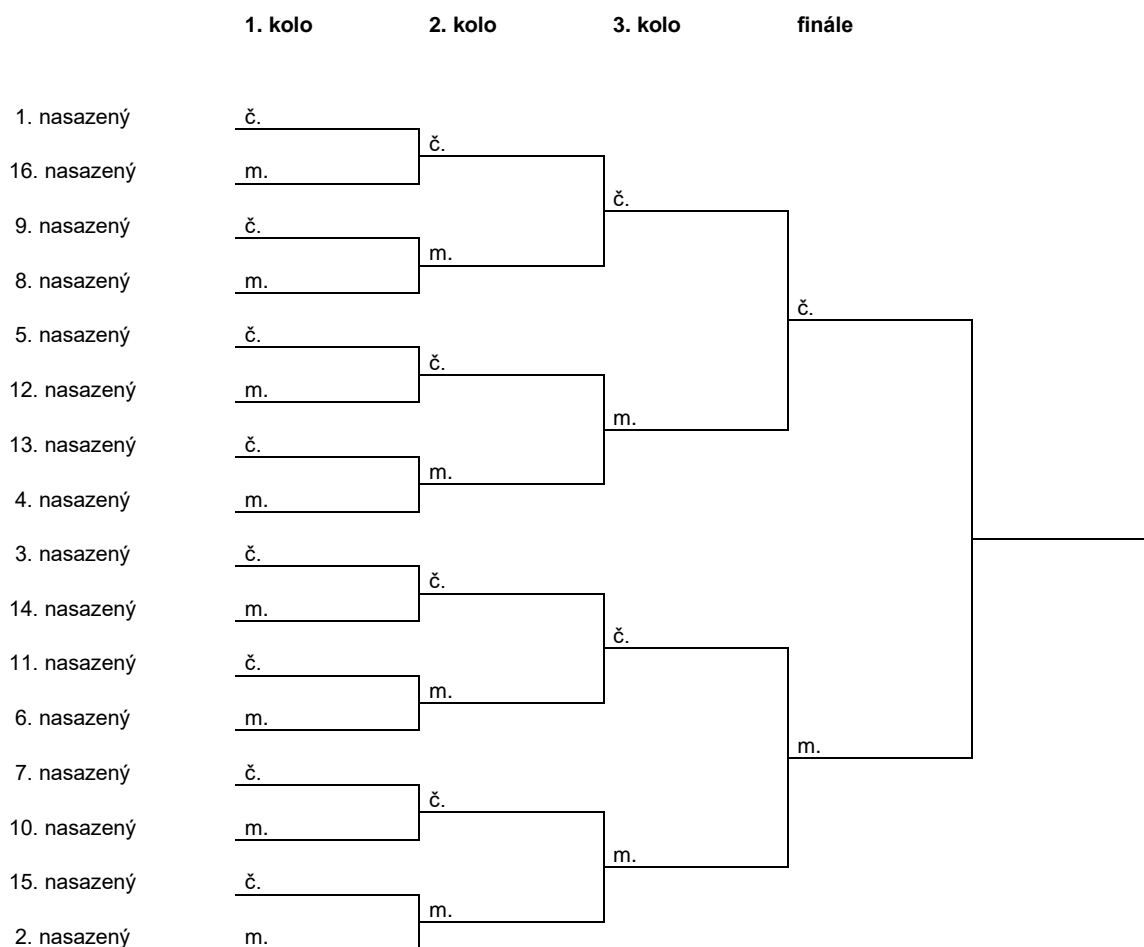 1. kolo 2. kolo 3. kolo finále
1. nasazený č.
č.
16. nasazený m.
č.
9. nasazený č.
m.
8. nasazený m.
č.
5. nasazený č.
č.
12. nasazený m.
m.
13. nasazený č.
m.
4. nasazený m.
3. nasazený č.
č.
14. nasazený m.
č.
11. nasazený č.
m.
6. nasazený m.
m.
7. nasazený č.
č.
10. nasazený m.
m.
15. nasazený č.
m.
2. nasazený m.